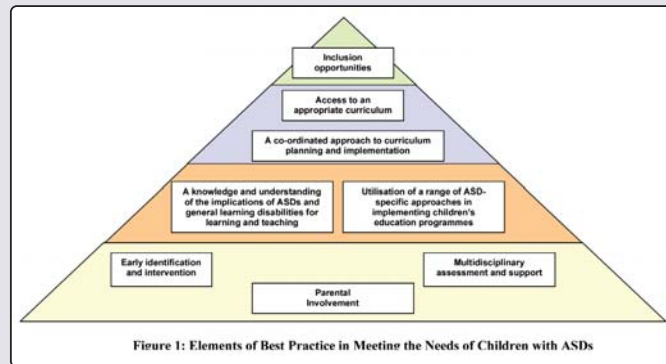 Inclusion
opportunities
Access to an
appropriate curriculum
A co-ordinated approach to curriculum
planning and implementation
A knowledge and understanding
of the implications of ASDs and
general learning disabilities for
learning and teaching
Utilisation of a range of ASD-
specific approaches in
implementing children's
education programmes
Early identification
and intervention
Multidisciplinary
assessment and support
Parental
Involvement
Figure 1: Elements of Best Practice in Meeting the Needs of Children with ASDs